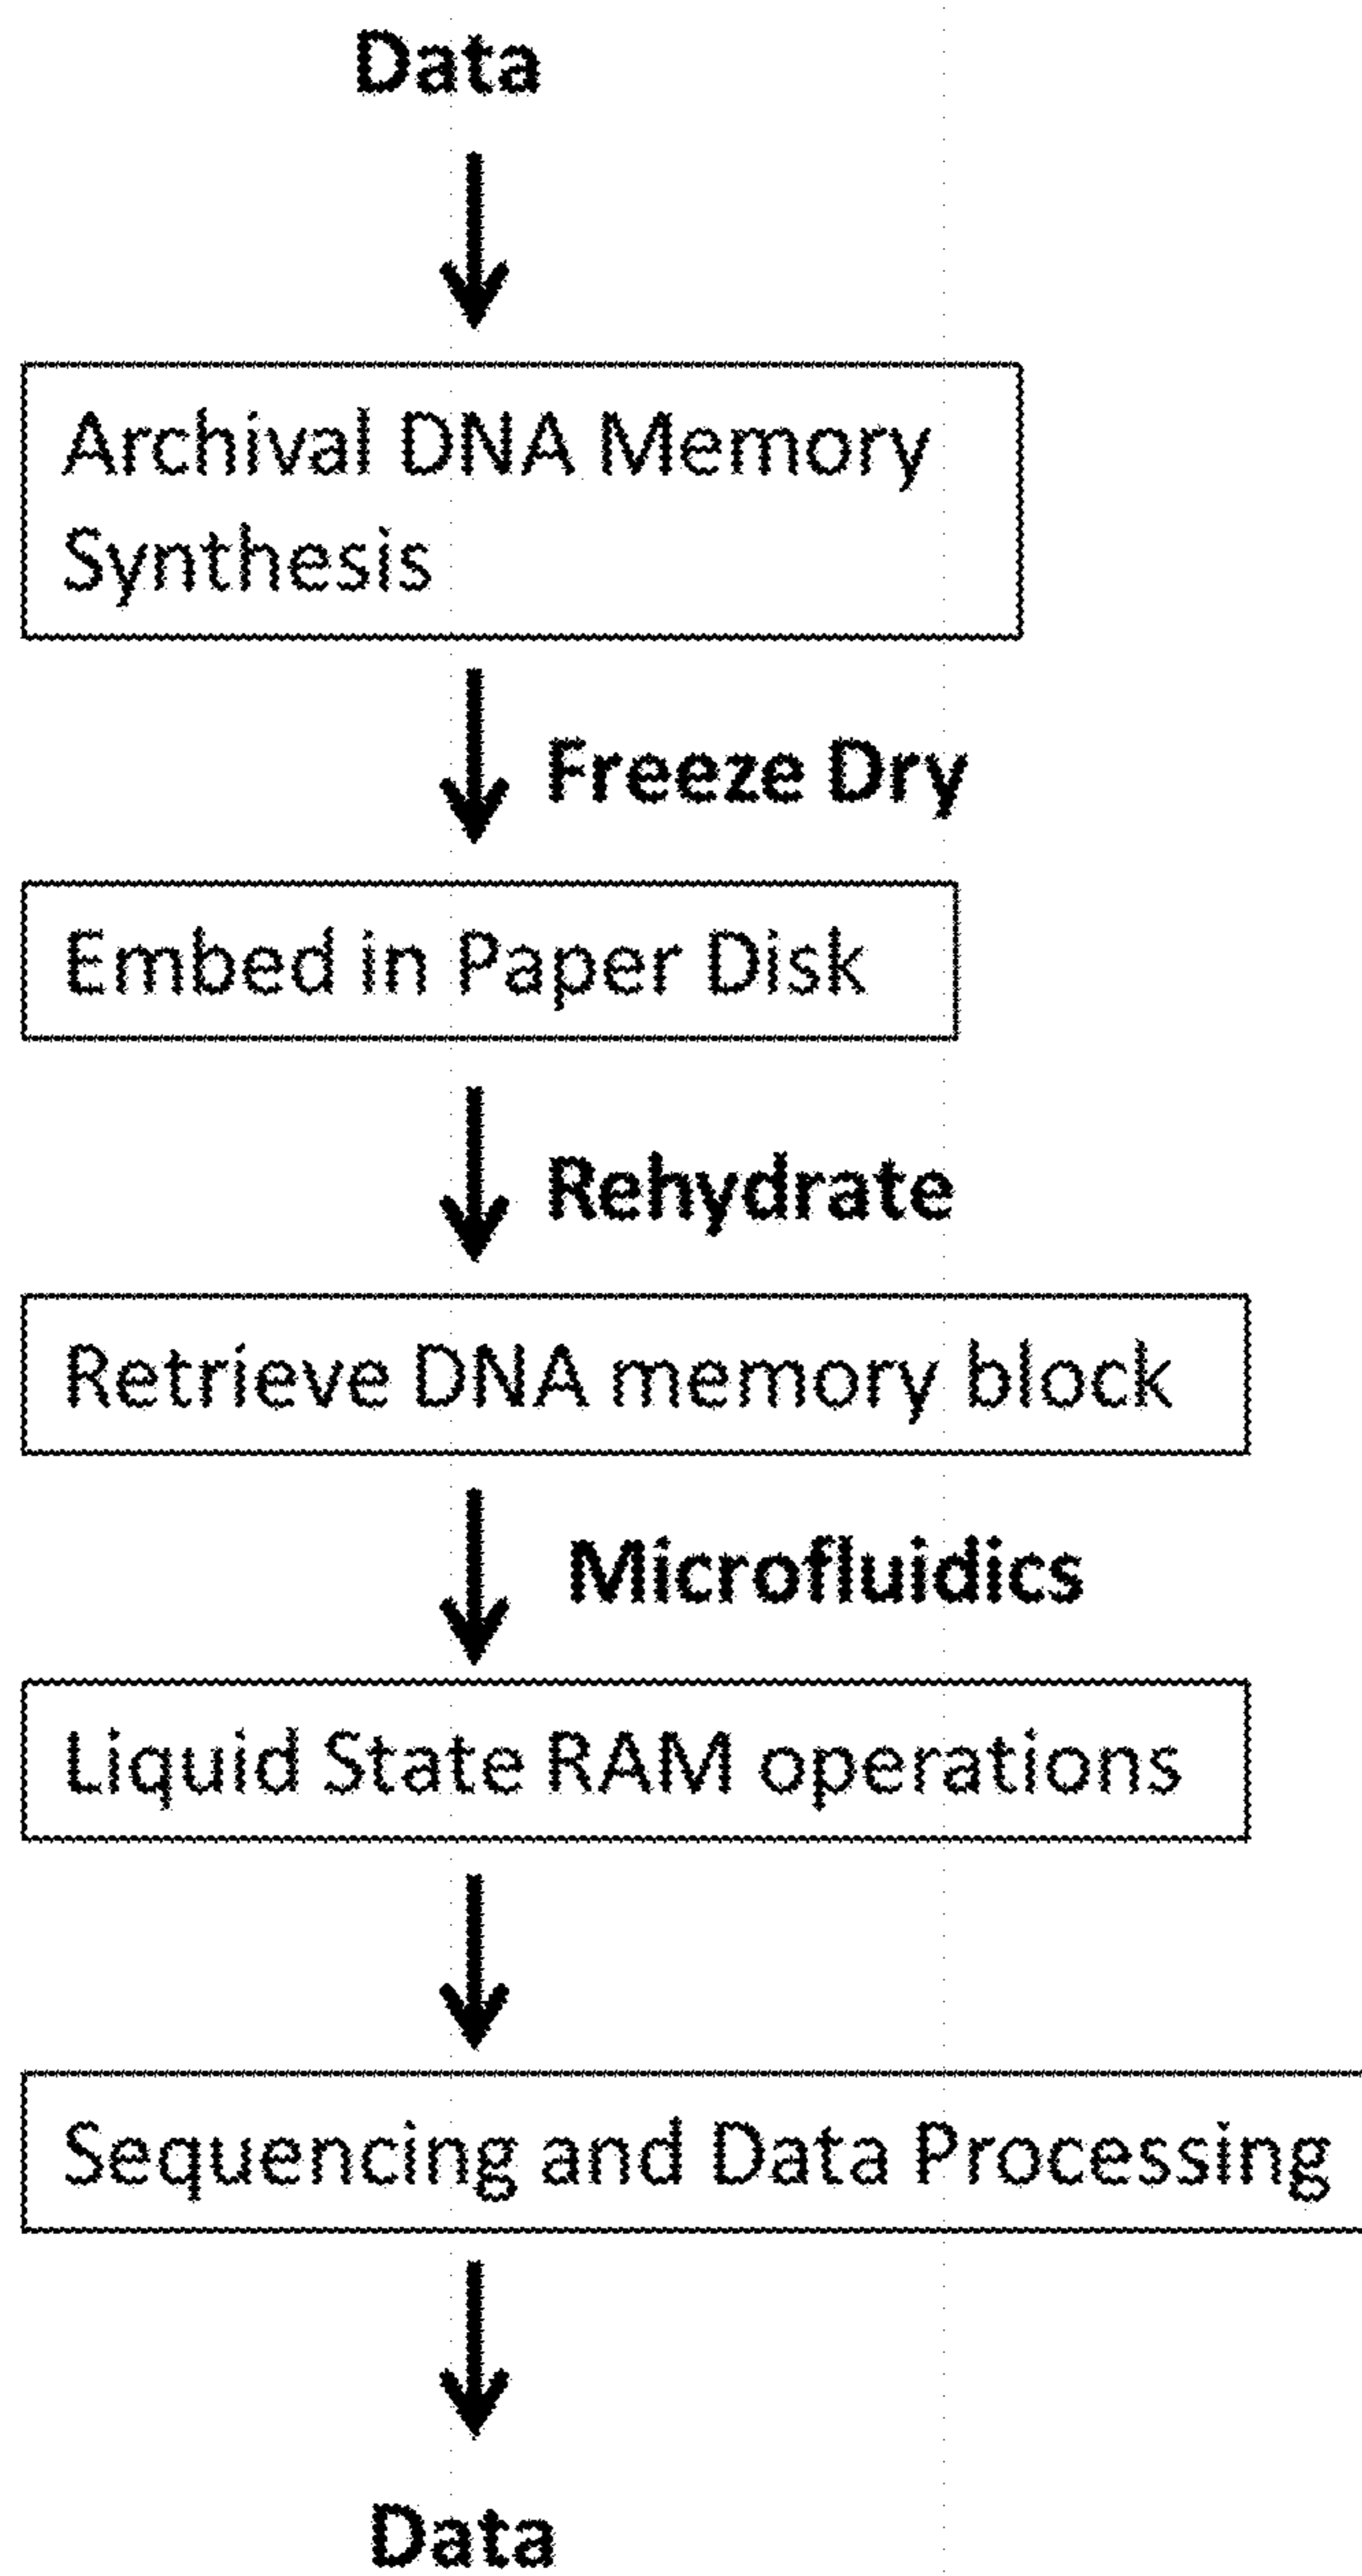 Data
Archival DNA Memory
Synthesis
Freeze Dry
Embed in Paper Disk
Rehydrate
Retrieve DNA memory block
Microfluidics
Liquid State RAM operations
Sequencing and Data Processing
Data